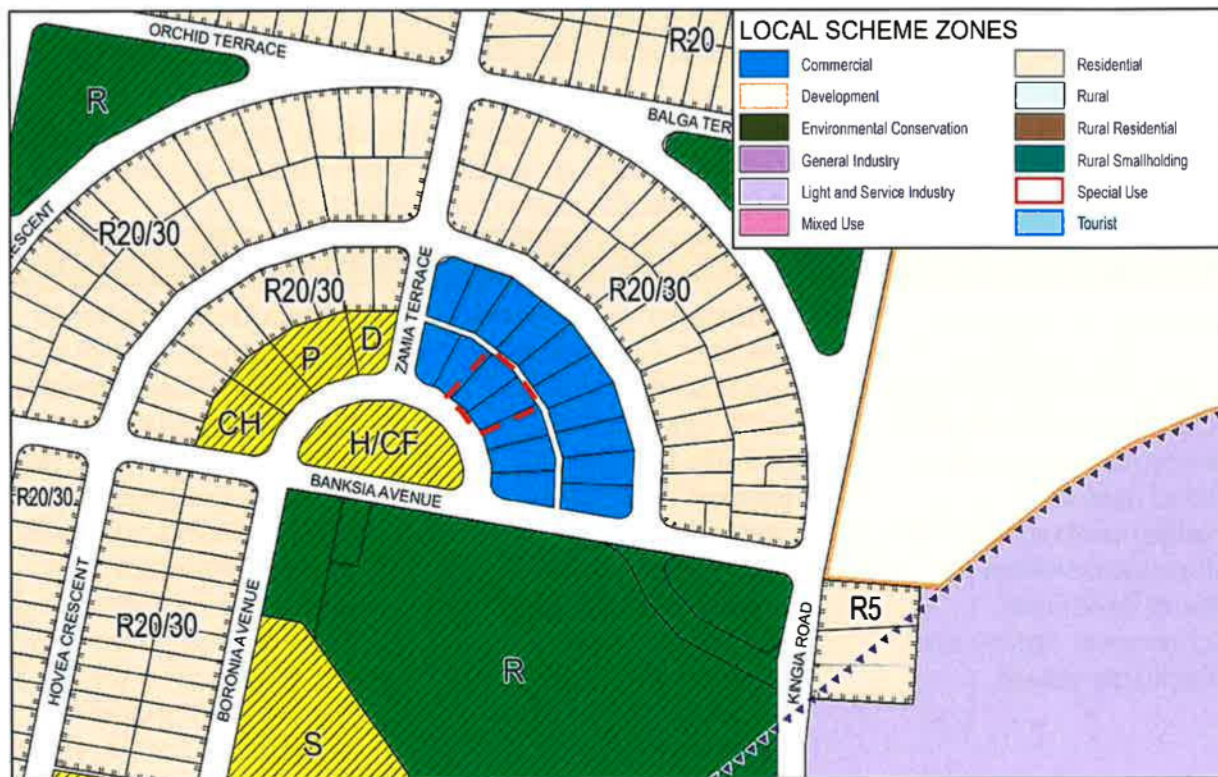 ORCHID TERRACE
R20
R
BALGA TER
ESCENT
R20/30
R20/30
ZAMIA TERRACE
R20/30
D
P
CH
H/CF
BANKSIA AVENUE
R20/30
HOVEA CRESCENT
R20/30
BORONIA AVENUE
R
S
KINGIA ROAD
R5
LOCAL SCHEME ZONES
Commercial
Development
Environmental Conservation
General Industry
Light and Service Industry
Mixed Use
Residential
Rural
Rural Residential
Rural Smallholding
Special Use
Tourist